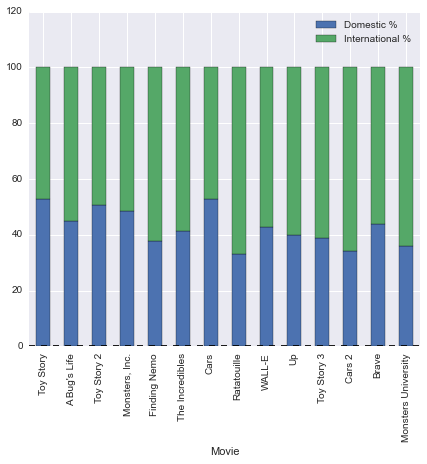 120
100
80
60
40
20
0
Domestic %
International %
Toy Story
A Bug's Life
Toy Story 2
Monsters, Inc.
Finding Nemo
The Incredibles
Cars
Ratatouille
WALL-E
Up
Toy Story 3
Cars 2
Brave
Monsters University
Movie